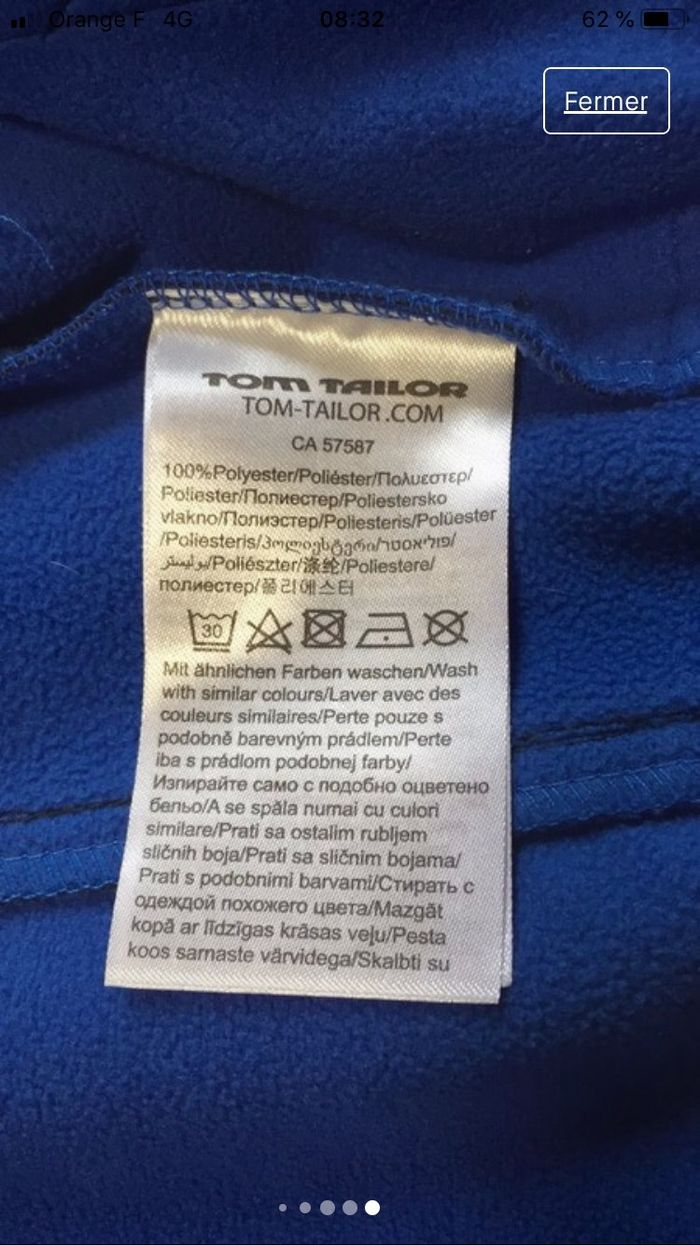 Orange F 4G 08:32 62 %
Fermer
TOM TAILOR
TOM-TAILOR.COM
CA 57587
100%Polyester/Poliéster/Πολυεστερ/
Poliester/Полиестер/Poliestersko
vlakno/Полиэстер/Poliesteris/Polüester
/Poliesteris/პოლიესტერი/פוליאסטר/
بوليستر/Poliészter/涤纶/Poliestere/
полиестер/폴리에스터
30
Mit ähnlichen Farben waschen/Wash
with similar colours/Laver avec des
couleurs similaires/Perte pouze s
podobně barevným prádlem/Perte
iba s prádlom podobnej farby/
Изпирайте само с подобно оцветено
бельо/A se spăla numai cu culori
similare/Prati sa ostalim rubljem
sličnih boja/Prati sa sličnim bojama/
Prati s podobnimi barvami/Стирать с
одеждой похожего цвета/Mazgāt
kopā ar līdzīgas krāsas veļu/Pesta
koos samaste värvidega/Skalbti su